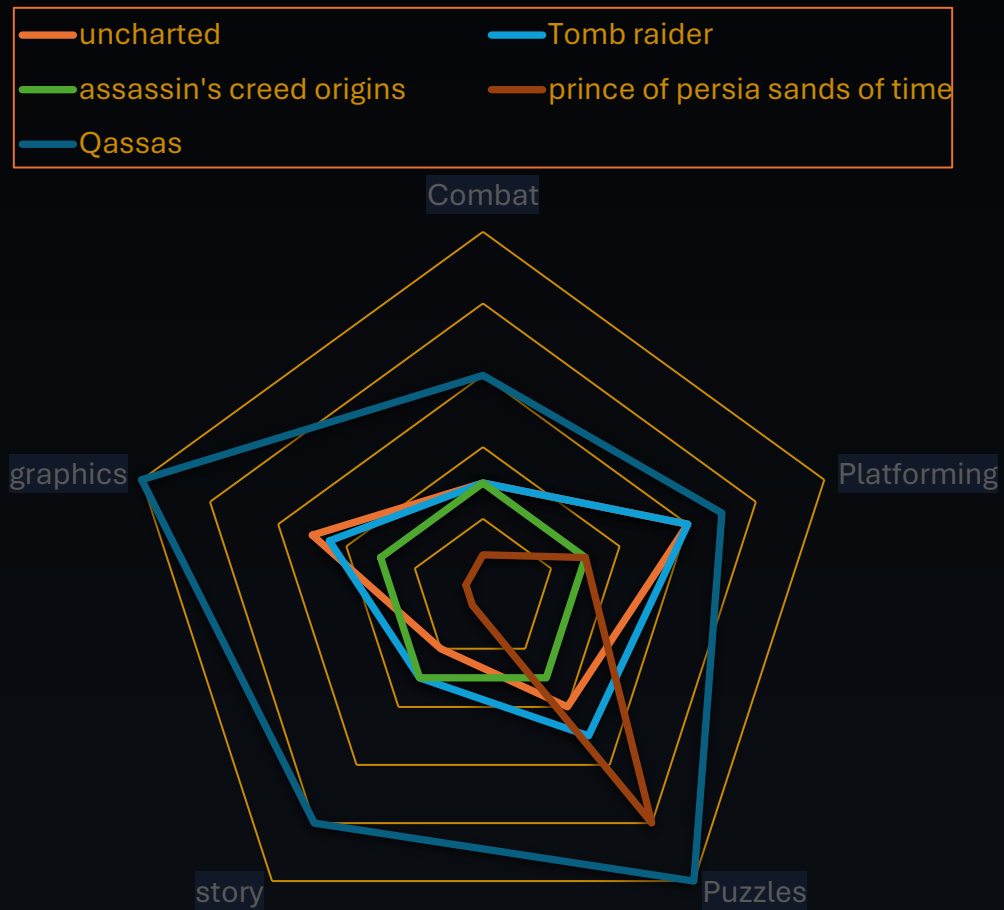 uncharted
Tomb raider
assassin's creed origins
prince of persia sands of time
Qassas
Combat
graphics
Platforming
story
Puzzles